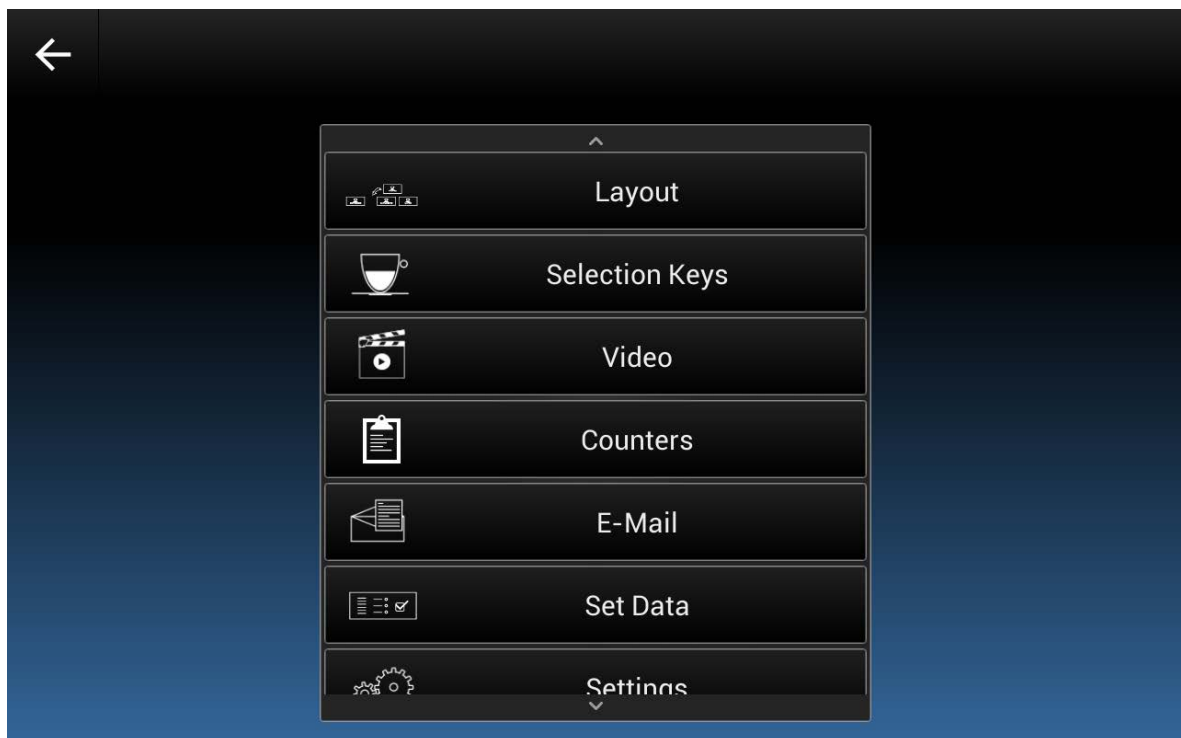 Layout
Selection Keys
Video
Counters
E-Mail
Set Data
Settings